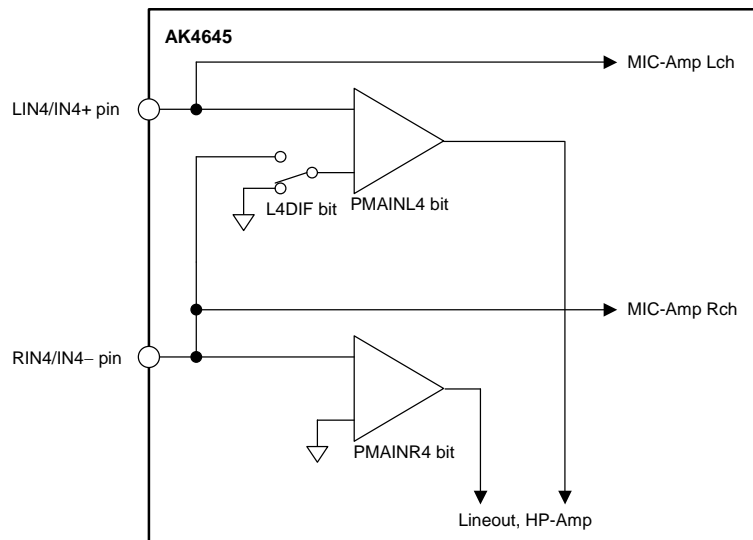 AK4645
MIC-Amp Lch
LIN4/IN4+ pin
L4DIF bit
PMAINL4 bit
MIC-Amp Rch
RIN4/IN4− pin
PMAINR4 bit
Lineout, HP-Amp